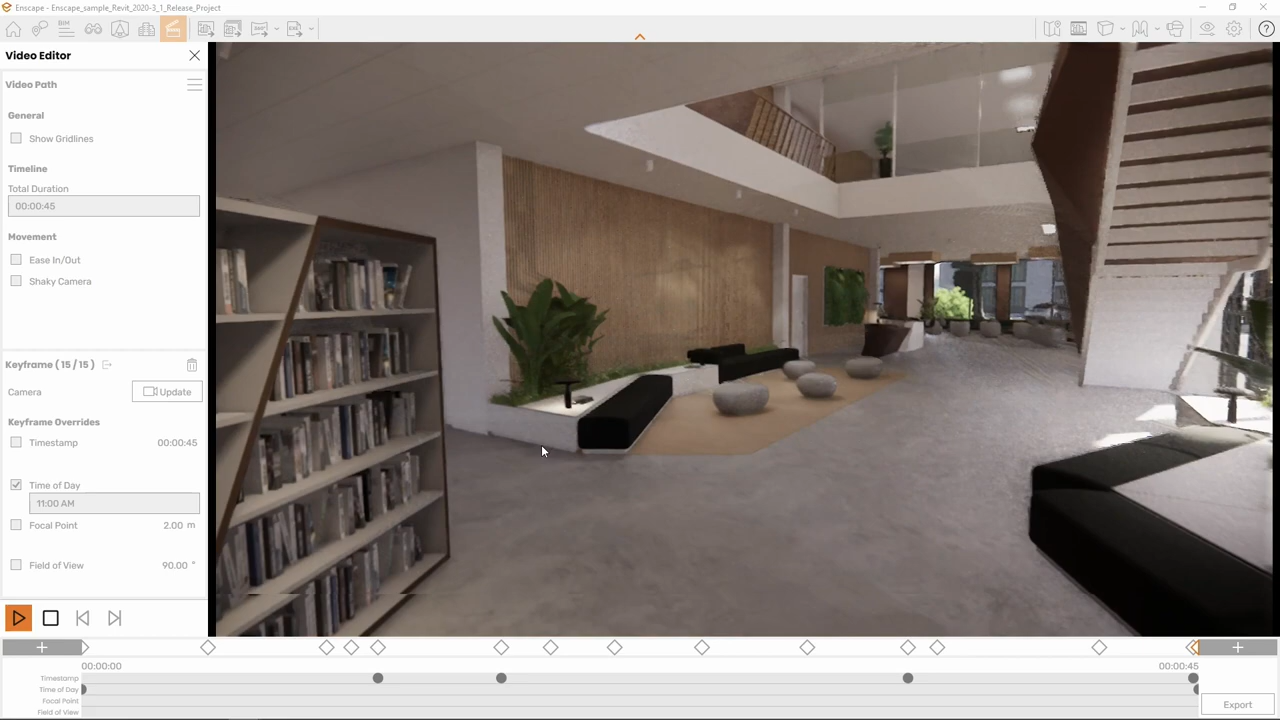 Enscape - Enscape_sample_Revit_2020-3_1_Release_Project
BIM
Video Editor
Video Path
General
Show Gridlines
Timeline
Total Duration
00:00:45
Movement
Ease In/Out
Shaky Camera
Keyframe ( 15 / 15 )
Camera
Update
Keyframe Overrides
Timestamp 00:00:45
Time of Day
11:00 AM
Focal Point 2.00 m
Field of View 90.00 °
00:00:00 00:00:45
Timestamp
Time of Day
Focal Point
Field of View
Export